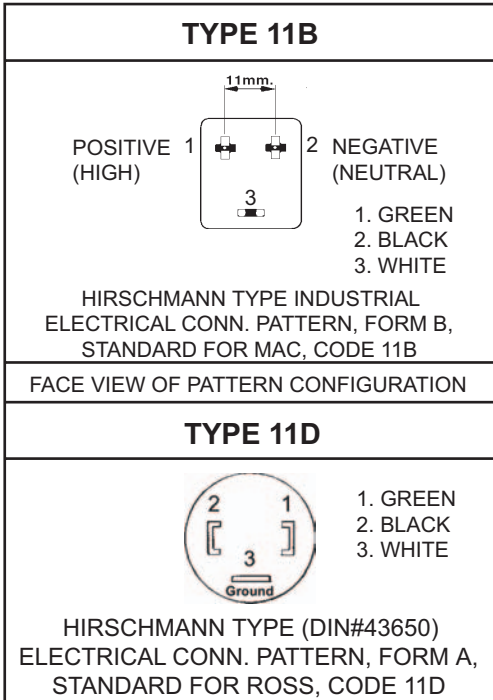 TYPE 11B
11mm.
POSITIVE 1 2 NEGATIVE
(HIGH) (NEUTRAL)
3
1. GREEN
2. BLACK
3. WHITE
HIRSCHMANN TYPE INDUSTRIAL
ELECTRICAL CONN. PATTERN, FORM B,
STANDARD FOR MAC, CODE 11B
FACE VIEW OF PATTERN CONFIGURATION
TYPE 11D
2 1
3
Ground
1. GREEN
2. BLACK
3. WHITE
HIRSCHMANN TYPE (DIN#43650)
ELECTRICAL CONN. PATTERN, FORM A,
STANDARD FOR ROSS, CODE 11D